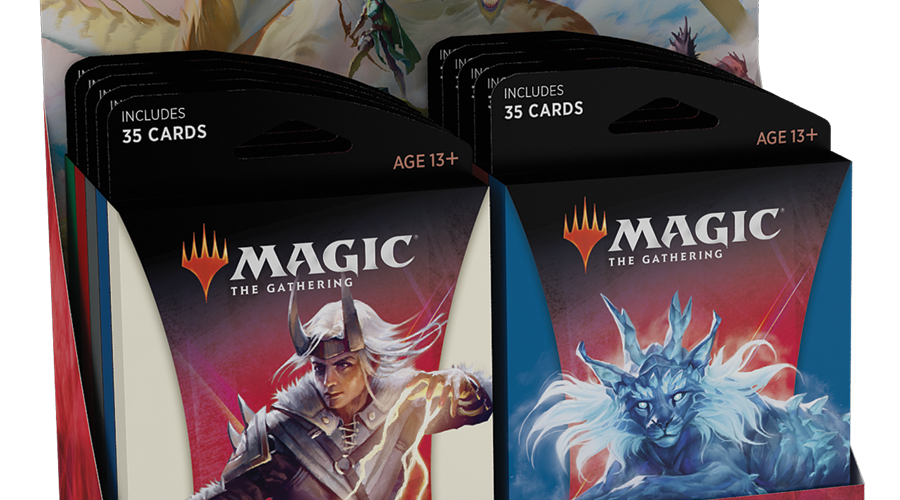 INCLUDES
35 CARDS
AGE 13+
MAGIC
THE GATHERING
INCLUDES
35 CARDS
AGE 13+
MAGIC
THE GATHERING